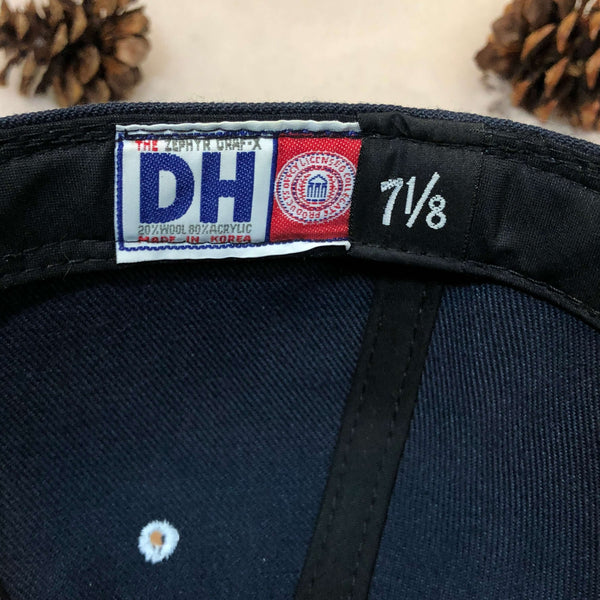 THE ZEPHYR GRAF-X
DH
20%WOOL 80%ACRYLIC
MADE IN KOREA
7 1/8